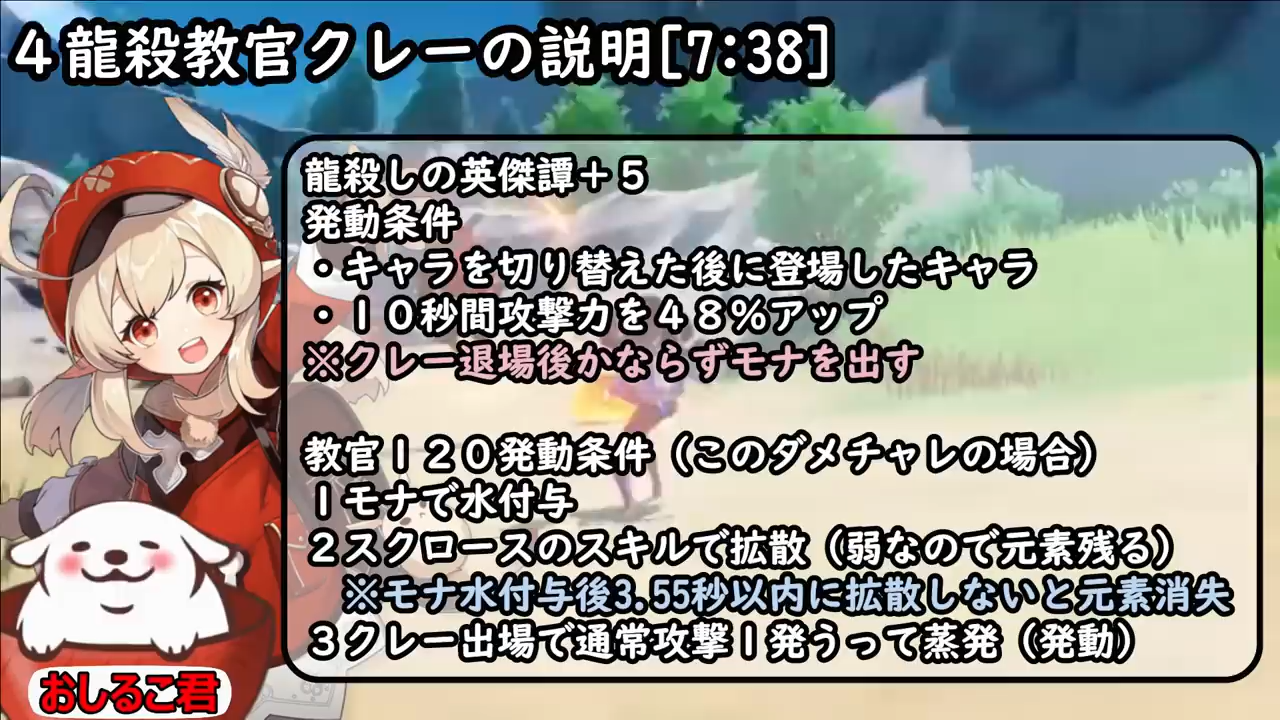 ４龍殺教官クレーの説明[7:38]
龍殺しの英傑譚＋５
発動条件
・キャラを切り替えた後に登場したキャラ
・１０秒間攻撃力を４８％アップ
※クレー退場後かならずモナを出す
教官１２０発動条件（このダメチャレの場合）
１モナで水付与
２スクロースのスキルで拡散（弱なので元素残る）
※モナ水付与後3.55秒以内に拡散しないと元素消失
３クレー出場で通常攻撃１発うって蒸発（発動）
おしるこ君